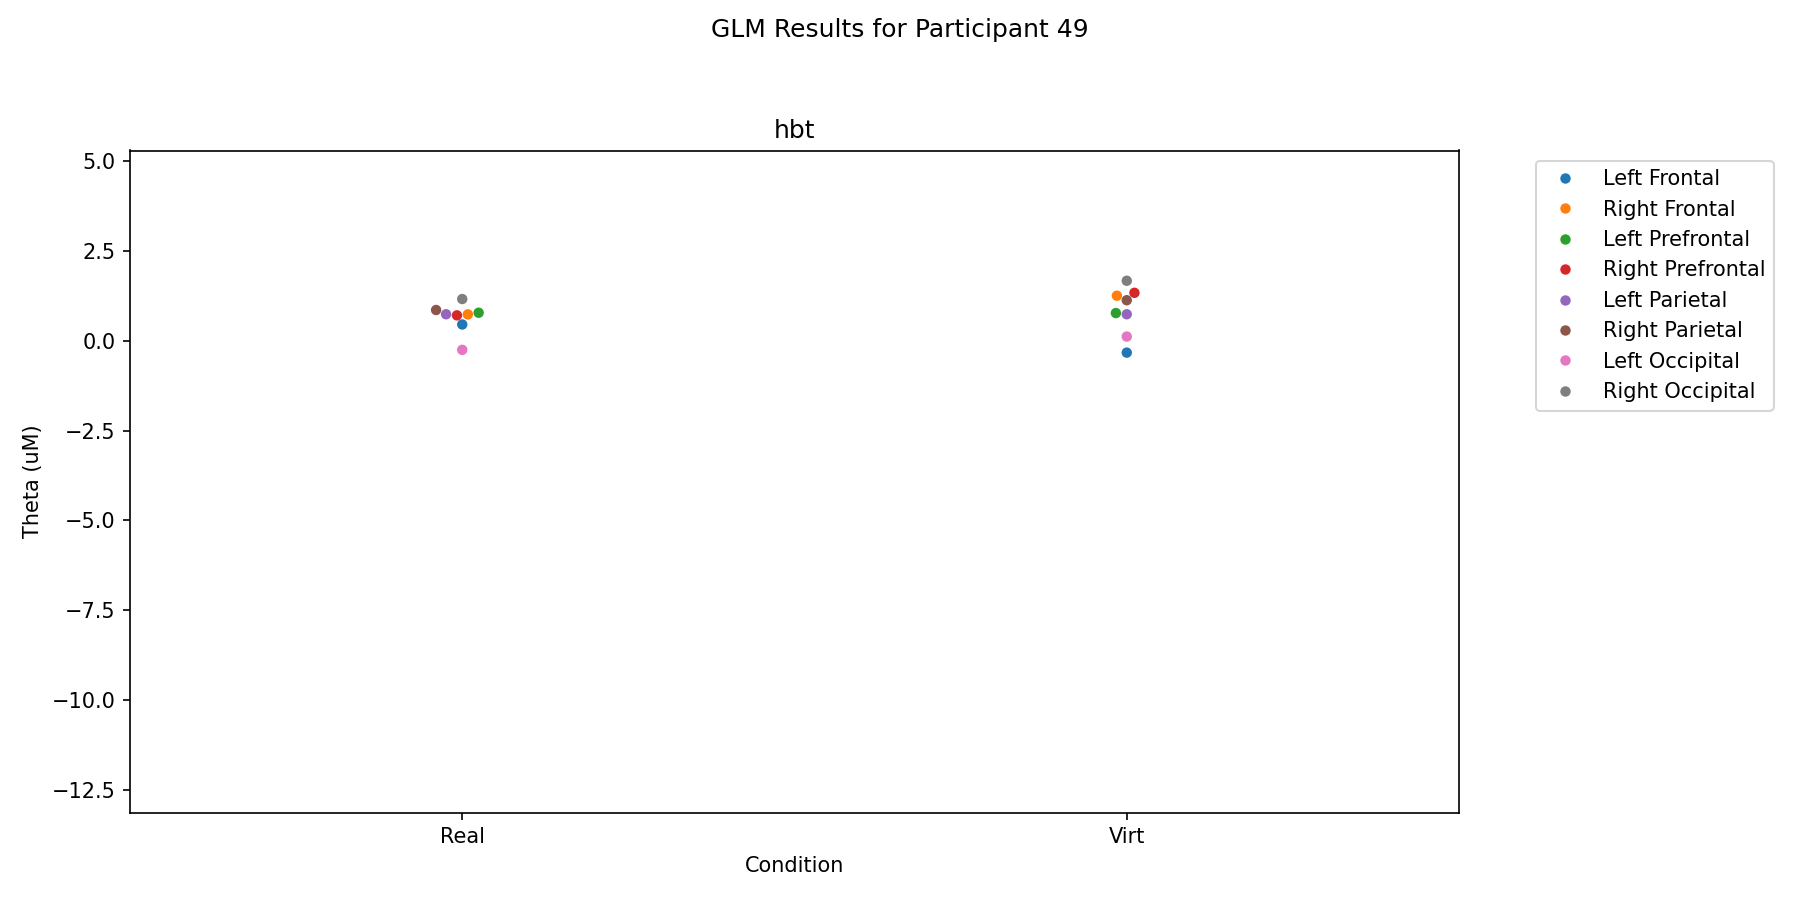 GLM Results for Participant 49
hbt
5.0
2.5
0.0
−2.5
−5.0
−7.5
−10.0
−12.5
Theta (uM)
Real
Virt
Condition
Left Frontal
Right Frontal
Left Prefrontal
Right Prefrontal
Left Parietal
Right Parietal
Left Occipital
Right Occipital